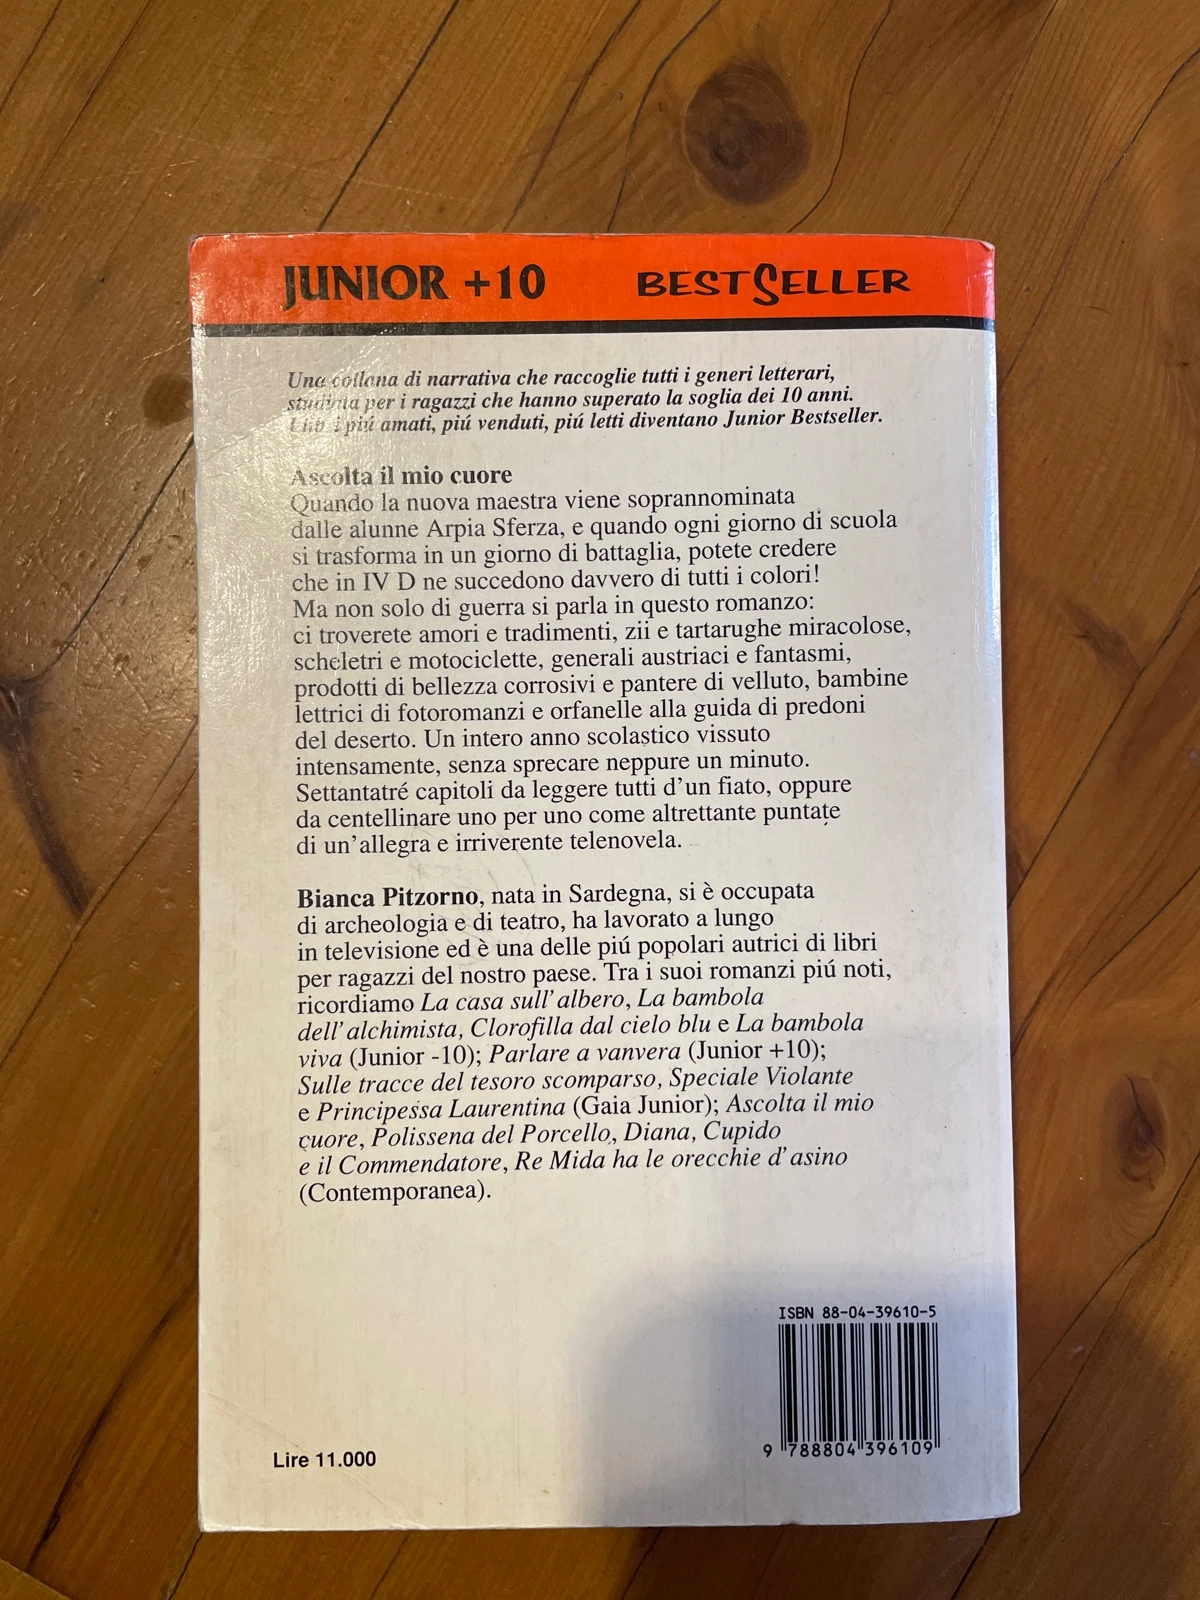 JUNIOR +10 BESTSELLER
Una collana di narrativa che raccoglie tutti i generi letterari,
studiata per i ragazzi che hanno superato la soglia dei 10 anni.
I libri piú amati, piú venduti, piú letti diventano Junior Bestseller.
Ascolta il mio cuore
Quando la nuova maestra viene soprannominata
dalle alunne Arpia Sferza, e quando ogni giorno di scuola
si trasforma in un giorno di battaglia, potete credere
che in IV D ne succedono davvero di tutti i colori!
Ma non solo di guerra si parla in questo romanzo:
ci troverete amori e tradimenti, zii e tartarughe miracolose,
scheletri e motociclette, generali austriaci e fantasmi,
prodotti di bellezza corrosivi e pantere di velluto, bambine
lettrici di fotoromanzi e orfanelle alla guida di predoni
del deserto. Un intero anno scolastico vissuto
intensamente, senza sprecare neppure un minuto.
Settantatré capitoli da leggere tutti d'un fiato, oppure
da centellinare uno per uno come altrettante puntate
di un'allegra e irriverente telenovela.
Bianca Pitzorno, nata in Sardegna, si è occupata
di archeologia e di teatro, ha lavorato a lungo
in televisione ed è una delle piú popolari autrici di libri
per ragazzi del nostro paese. Tra i suoi romanzi piú noti,
ricordiamo La casa sull'albero, La bambola
dell'alchimista, Clorofilla dal cielo blu e La bambola
viva (Junior -10); Parlare a vanvera (Junior +10);
Sulle tracce del tesoro scomparso, Speciale Violante
e Principessa Laurentina (Gaia Junior); Ascolta il mio
cuore, Polissena del Porcello, Diana, Cupido
e il Commendatore, Re Mida ha le orecchie d'asino
(Contemporanea).
ISBN 88-04-39610-5
9 788804 396109
Lire 11.000